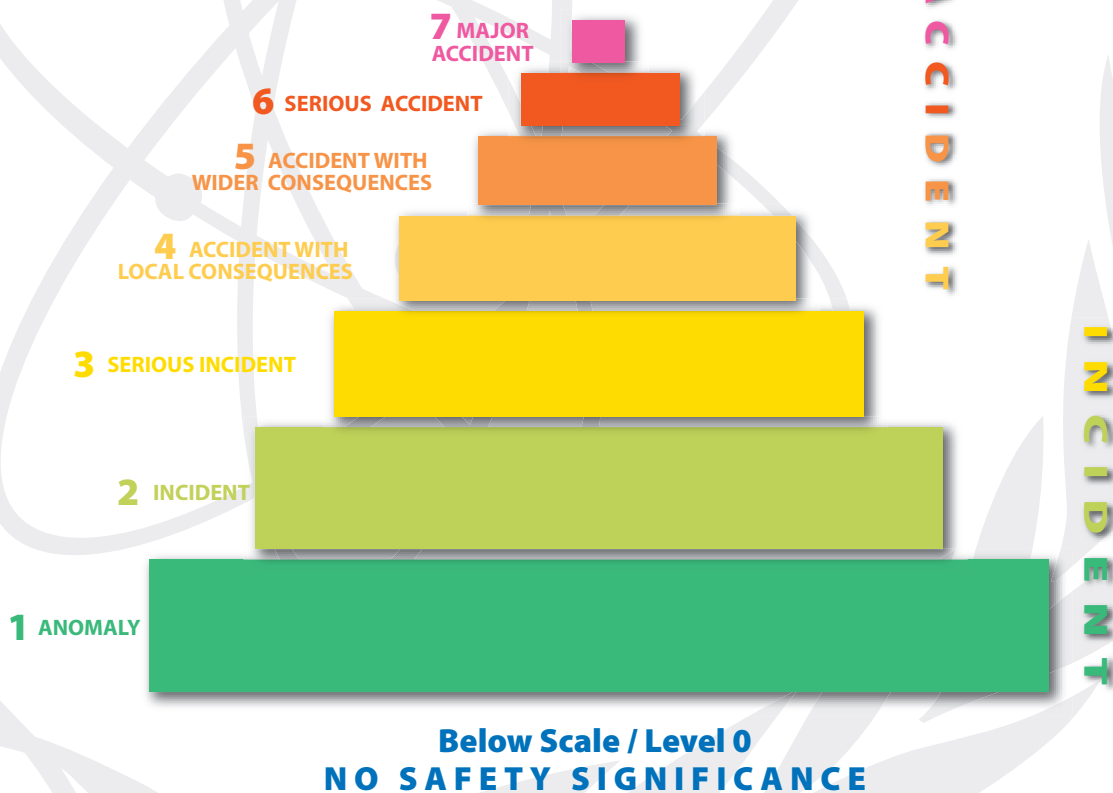 7 MAJOR
ACCIDENT
6 SERIOUS ACCIDENT
5 ACCIDENT WITH
WIDER CONSEQUENCES
4 ACCIDENT WITH
LOCAL CONSEQUENCES
3 SERIOUS INCIDENT
2 INCIDENT
1 ANOMALY
ACCIDENT
INCIDENT
Below Scale / Level 0
NO SAFETY SIGNIFICANCE